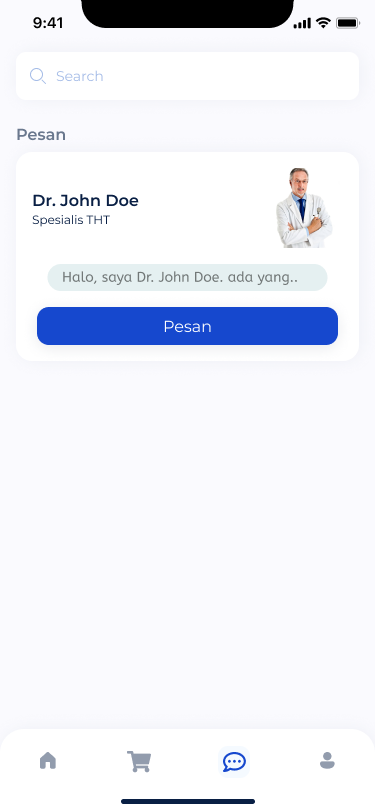 9:41
Search
Pesan
Dr. John Doe
Spesialis THT
Halo, saya Dr. John Doe. ada yang..
Pesan